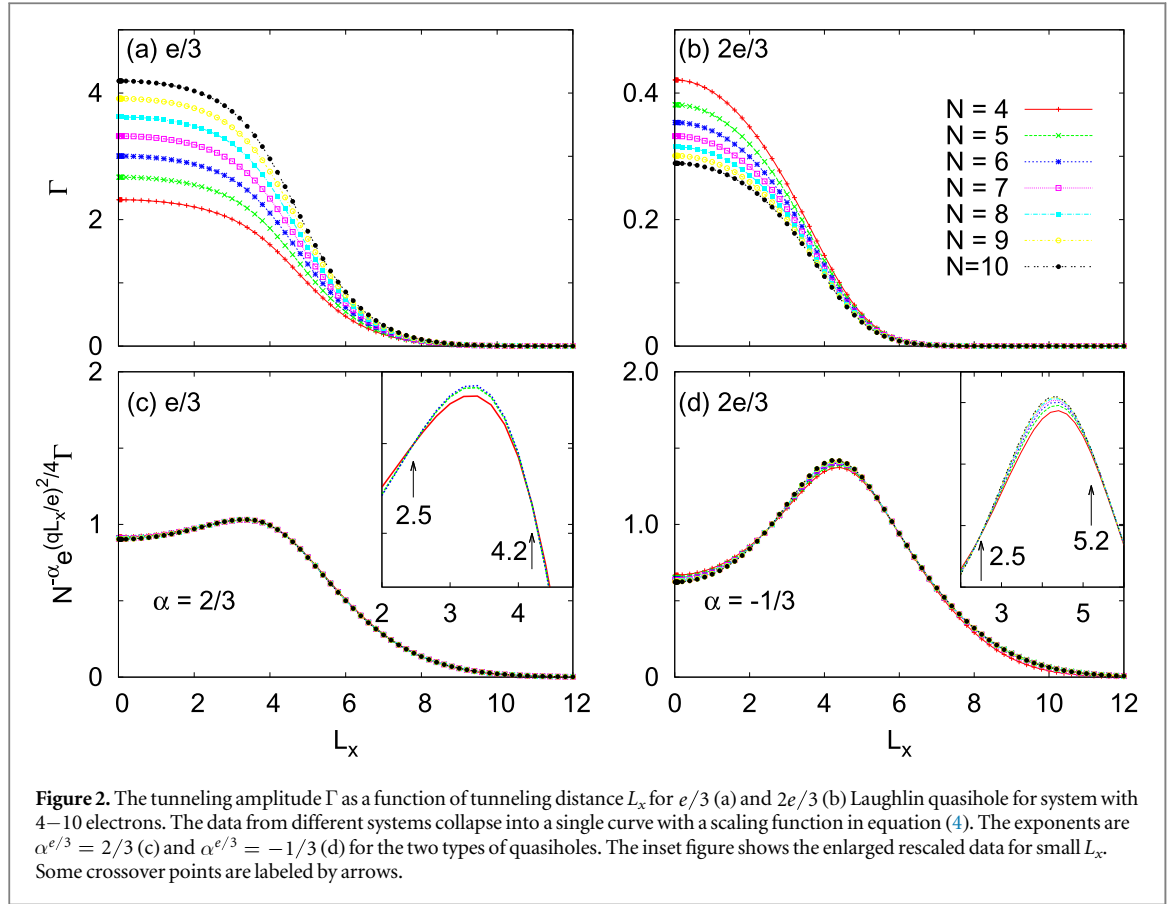 (a) e/3
(b) 2e/3
Γ
4
2
0
0.4
0.2
0
N = 4
N = 5
N = 6
N = 7
N = 8
N = 9
N=10
(c) e/3
(d) 2e/3
N^{-α}e^{(qL_x/e)^2/4}Γ
2
1
0
2.0
1.0
0
2.5
4.2
2 3 4
2.5
5.2
3 5
α = 2/3
α = -1/3
0 2 4 6 8 10 12
0 2 4 6 8 10 12
L_x
L_x
Figure 2. The tunneling amplitude Γ as a function of tunneling distance L_x for e/3 (a) and 2e/3 (b) Laughlin quasihole for system with
4−10 electrons. The data from different systems collapse into a single curve with a scaling function in equation (4). The exponents are
α^{e/3} = 2/3 (c) and α^{e/3} = −1/3 (d) for the two types of quasiholes. The inset figure shows the enlarged rescaled data for small L_x.
Some crossover points are labeled by arrows.